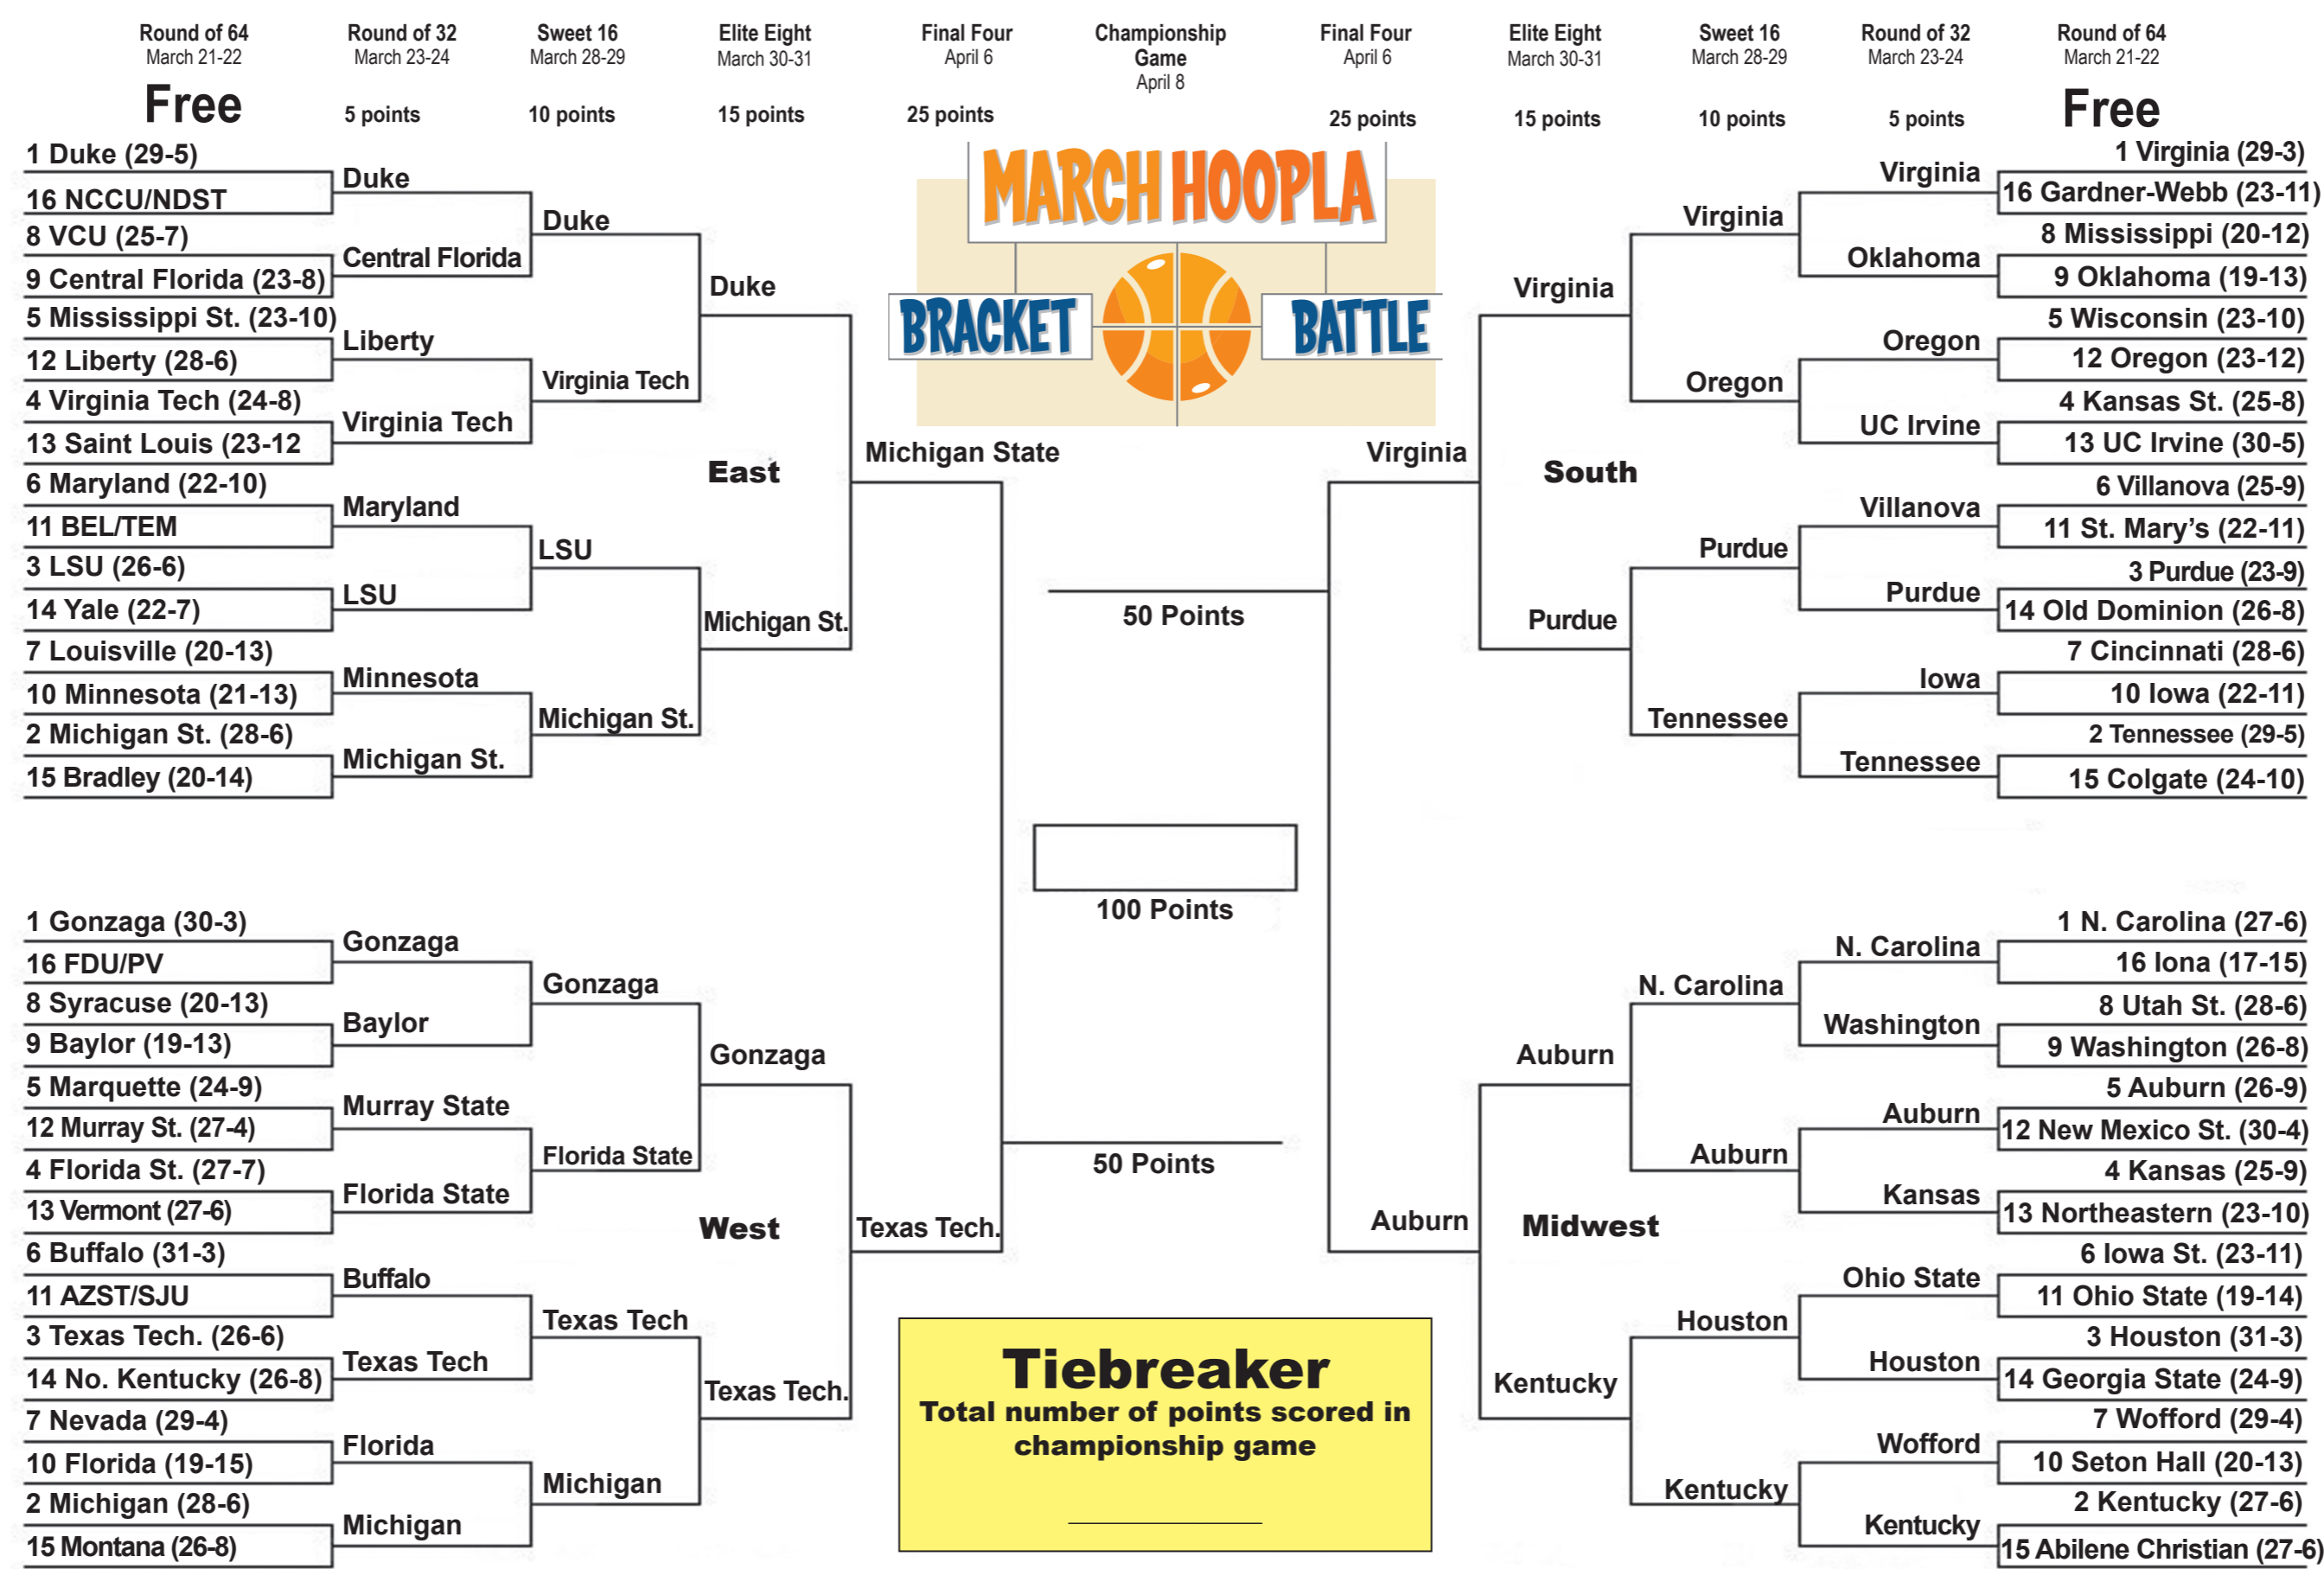 Round of 64
March 21-22
Free
Round of 32
March 23-24
5 points
Sweet 16
March 28-29
10 points
Elite Eight
March 30-31
15 points
Final Four
April 6
25 points
Championship
Game
April 8
Final Four
April 6
25 points
Elite Eight
March 30-31
15 points
Sweet 16
March 28-29
10 points
Round of 32
March 23-24
5 points
Round of 64
March 21-22
Free
MARCH HOOPLA
BRACKET BATTLE
1 Duke (29-5)
16 NCCU/NDST
8 VCU (25-7)
9 Central Florida (23-8)
5 Mississippi St. (23-10)
12 Liberty (28-6)
4 Virginia Tech (24-8)
13 Saint Louis (23-12
6 Maryland (22-10)
11 BEL/TEM
3 LSU (26-6)
14 Yale (22-7)
7 Louisville (20-13)
10 Minnesota (21-13)
2 Michigan St. (28-6)
15 Bradley (20-14)
Duke
Central Florida
Liberty
Virginia Tech
Maryland
LSU
Minnesota
Michigan St.
Duke
Virginia Tech
LSU
Michigan St.
Duke
Michigan St.
East
Michigan State
1 Gonzaga (30-3)
16 FDU/PV
8 Syracuse (20-13)
9 Baylor (19-13)
5 Marquette (24-9)
12 Murray St. (27-4)
4 Florida St. (27-7)
13 Vermont (27-6)
6 Buffalo (31-3)
11 AZST/SJU
3 Texas Tech. (26-6)
14 No. Kentucky (26-8)
7 Nevada (29-4)
10 Florida (19-15)
2 Michigan (28-6)
15 Montana (26-8)
Gonzaga
Baylor
Murray State
Florida State
Buffalo
Texas Tech
Florida
Michigan
Gonzaga
Florida State
Texas Tech
Michigan
Gonzaga
Texas Tech.
West
Texas Tech.
50 Points
100 Points
50 Points
Tiebreaker
Total number of points scored in
championship game
Virginia
South
Virginia
Purdue
Virginia
Oregon
Purdue
Tennessee
Virginia
Oklahoma
Oregon
UC Irvine
Villanova
Purdue
Iowa
Tennessee
1 Virginia (29-3)
16 Gardner-Webb (23-11)
8 Mississippi (20-12)
9 Oklahoma (19-13)
5 Wisconsin (23-10)
12 Oregon (23-12)
4 Kansas St. (25-8)
13 UC Irvine (30-5)
6 Villanova (25-9)
11 St. Mary’s (22-11)
3 Purdue (23-9)
14 Old Dominion (26-8)
7 Cincinnati (28-6)
10 Iowa (22-11)
2 Tennessee (29-5)
15 Colgate (24-10)
Auburn
Midwest
Auburn
Kentucky
N. Carolina
Auburn
Houston
Kentucky
N. Carolina
Washington
Auburn
Kansas
Ohio State
Houston
Wofford
Kentucky
1 N. Carolina (27-6)
16 Iona (17-15)
8 Utah St. (28-6)
9 Washington (26-8)
5 Auburn (26-9)
12 New Mexico St. (30-4)
4 Kansas (25-9)
13 Northeastern (23-10)
6 Iowa St. (23-11)
11 Ohio State (19-14)
3 Houston (31-3)
14 Georgia State (24-9)
7 Wofford (29-4)
10 Seton Hall (20-13)
2 Kentucky (27-6)
15 Abilene Christian (27-6)